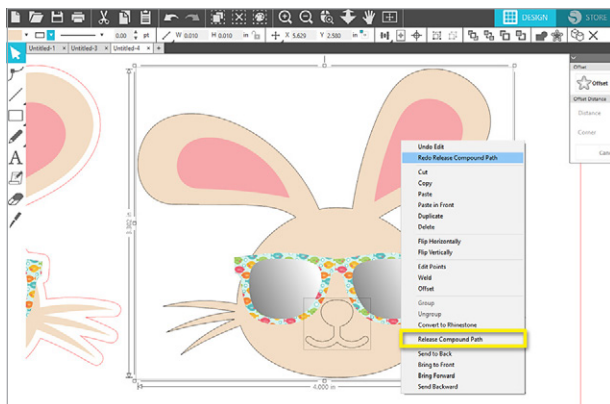 DESIGN
STORE
0.00
pt
W 0.010
H 0.010
in
X 5.629
Y 2.580
in
Untitled-1 ×
Untitled-3 ×
Untitled-4 ×
+
Offset
Offset
Offset Distance
Distance
Corner
Can
Undo Edit
Redo Release Compound Path
Cut
Copy
Paste
Paste in Front
Duplicate
Delete
Flip Horizontally
Flip Vertically
Edit Points
Weld
Offset
Group
Ungroup
Convert to Rhinestone
Release Compound Path
Send to Back
Bring to Front
Bring Forward
Send Backward
4.000 in